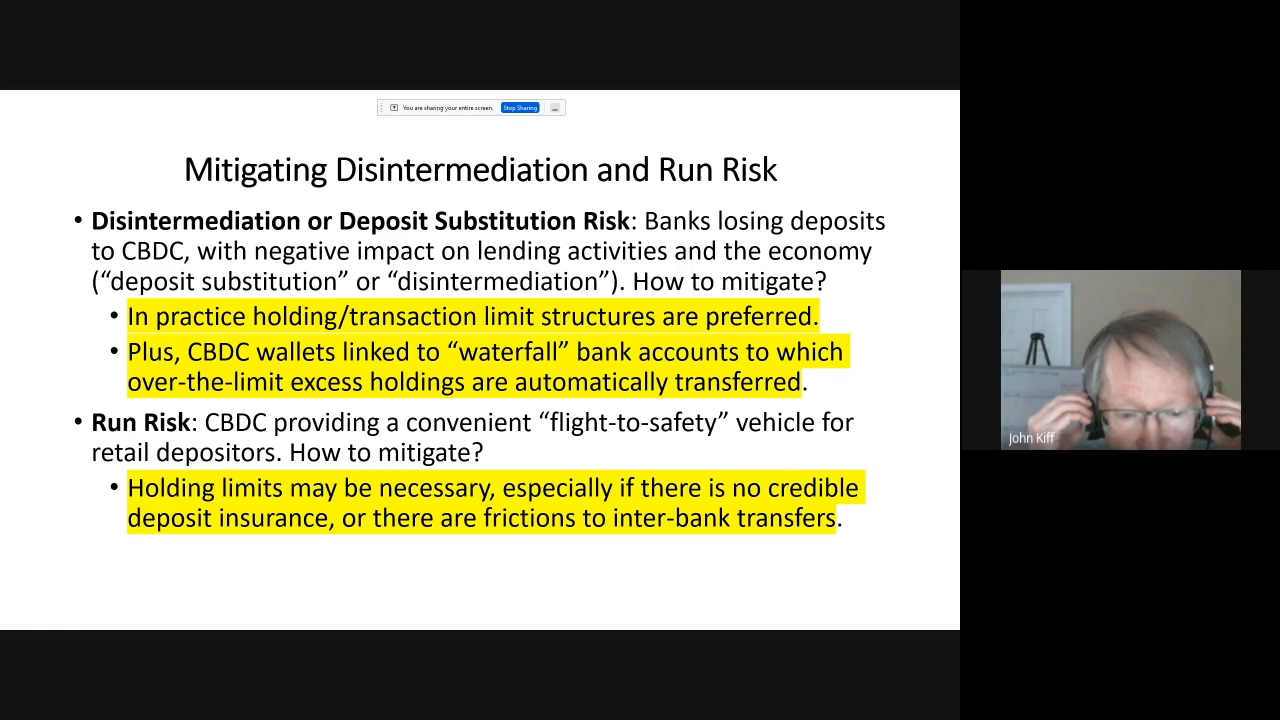 You are sharing your entire screen. Stop Sharing
Mitigating Disintermediation and Run Risk
• Disintermediation or Deposit Substitution Risk: Banks losing deposits
to CBDC, with negative impact on lending activities and the economy
(“deposit substitution” or “disintermediation”). How to mitigate?
• In practice holding/transaction limit structures are preferred.
• Plus, CBDC wallets linked to “waterfall” bank accounts to which
over-the-limit excess holdings are automatically transferred.
• Run Risk: CBDC providing a convenient “flight-to-safety” vehicle for
retail depositors. How to mitigate?
• Holding limits may be necessary, especially if there is no credible
deposit insurance, or there are frictions to inter-bank transfers.
John Kiff